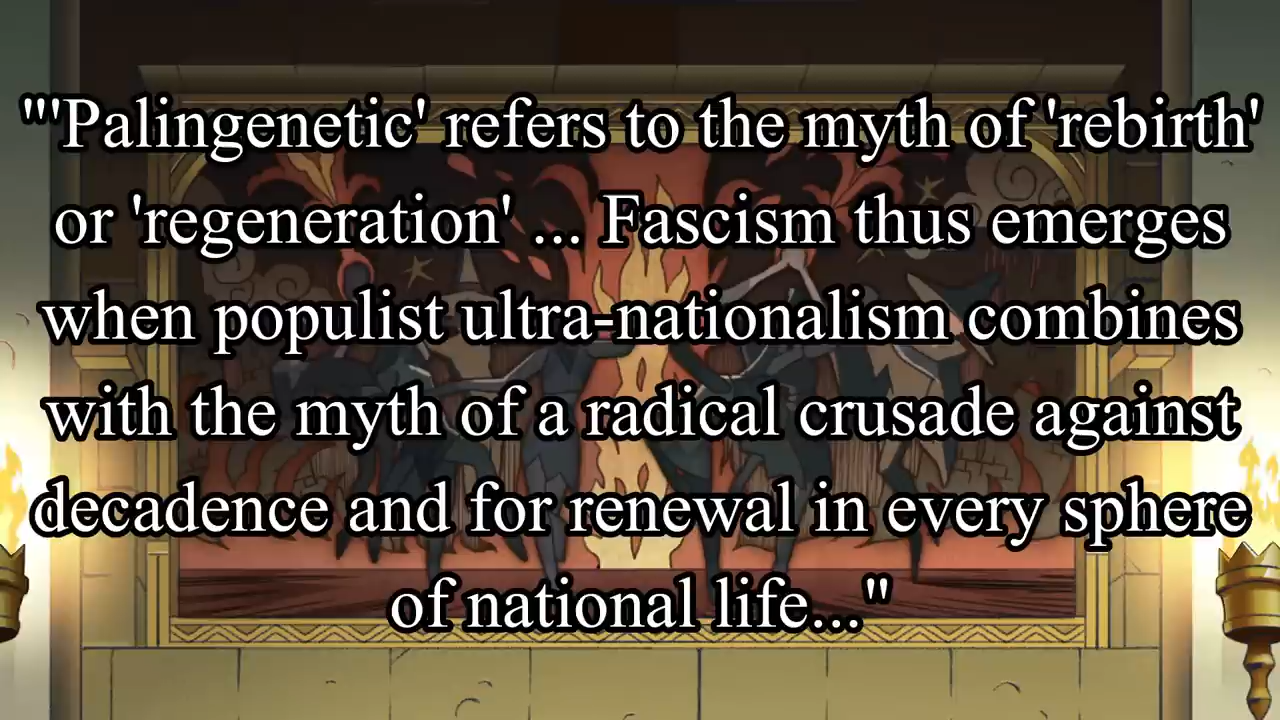 "'Palingenetic' refers to the myth of 'rebirth'
or 'regeneration' ... Fascism thus emerges
when populist ultra-nationalism combines
with the myth of a radical crusade against
decadence and for renewal in every sphere
of national life..."